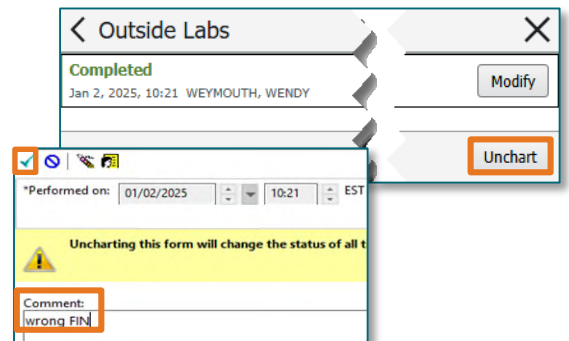 Outside Labs
Completed
Jan 2, 2025, 10:21 WEYMOUTH, WENDY
Modify
Unchart
*Performed on: 01/02/2025 10:21 EST
Uncharting this form will change the status of all t
Comment:
wrong FIN